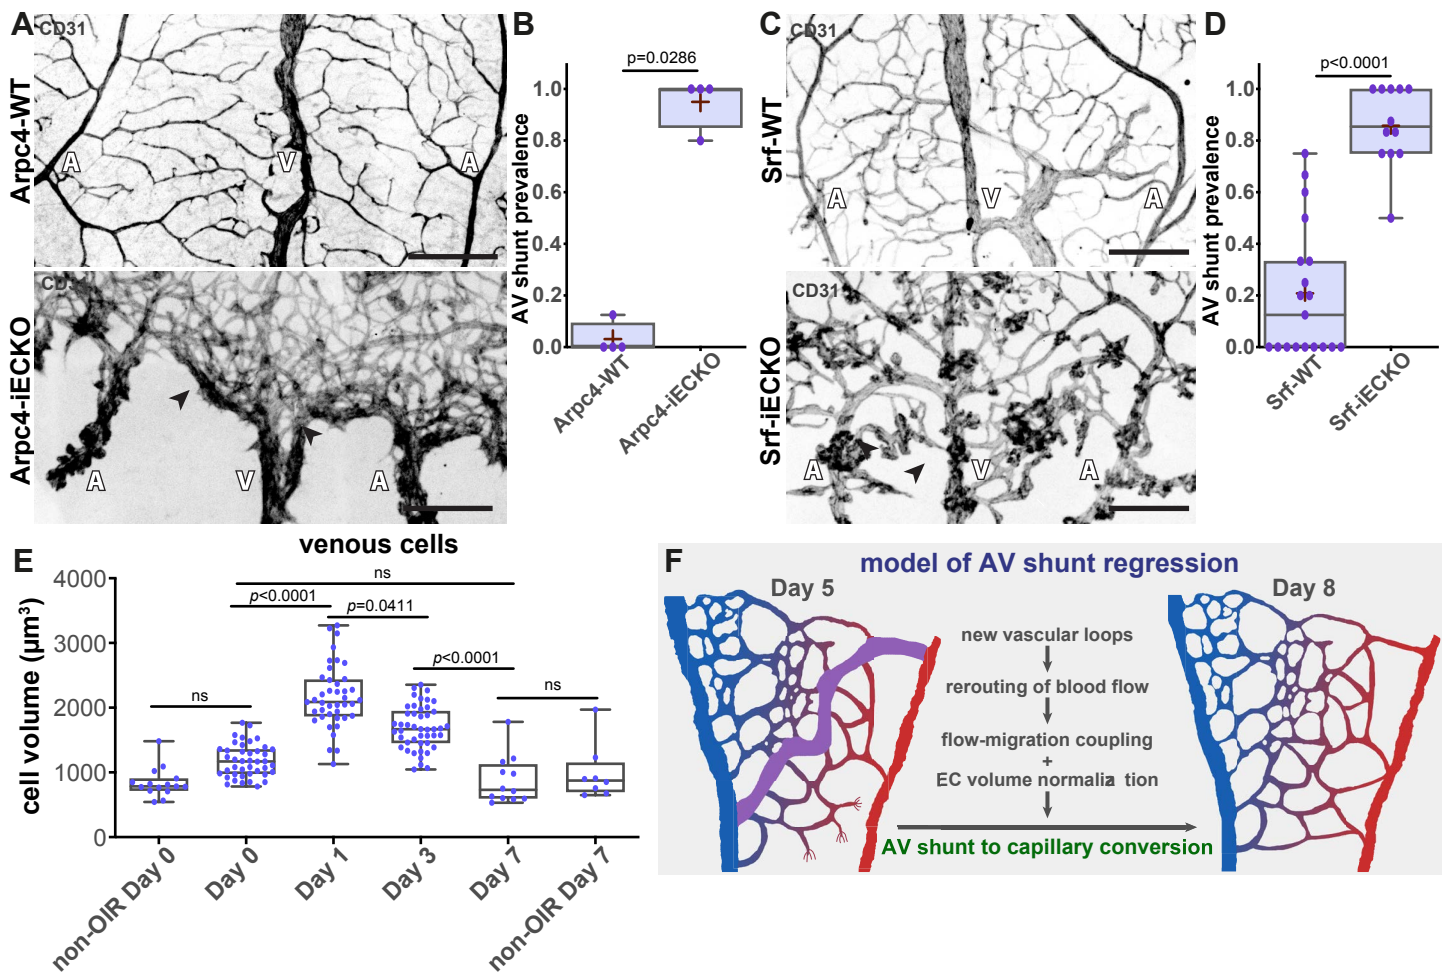 A
CD31
Arpc4-WT
A
V
A
CD31
Arpc4-iECKO
A
V
A
B
p=0.0286
AV shunt prevalence
1.0
0.8
0.6
0.4
0.2
0.0
Arpc4-WT
Arpc4-iECKO
C
CD31
Srf-WT
A
V
A
CD31
Srf-iECKO
A
V
A
D
p<0.0001
AV shunt prevalence
1.0
0.8
0.6
0.4
0.2
0.0
Srf-WT
Srf-iECKO
E
venous cells
cell volume (µm³)
4000
3000
2000
1000
0
ns
p<0.0001
p=0.0411
p<0.0001
ns
ns
non-OIR Day 0
Day 0
Day 1
Day 3
Day 7
non-OIR Day 7
F
model of AV shunt regression
Day 5
Day 8
new vascular loops
rerouting of blood flow
flow-migration coupling
+
EC volume normaliza tion
AV shunt to capillary conversion